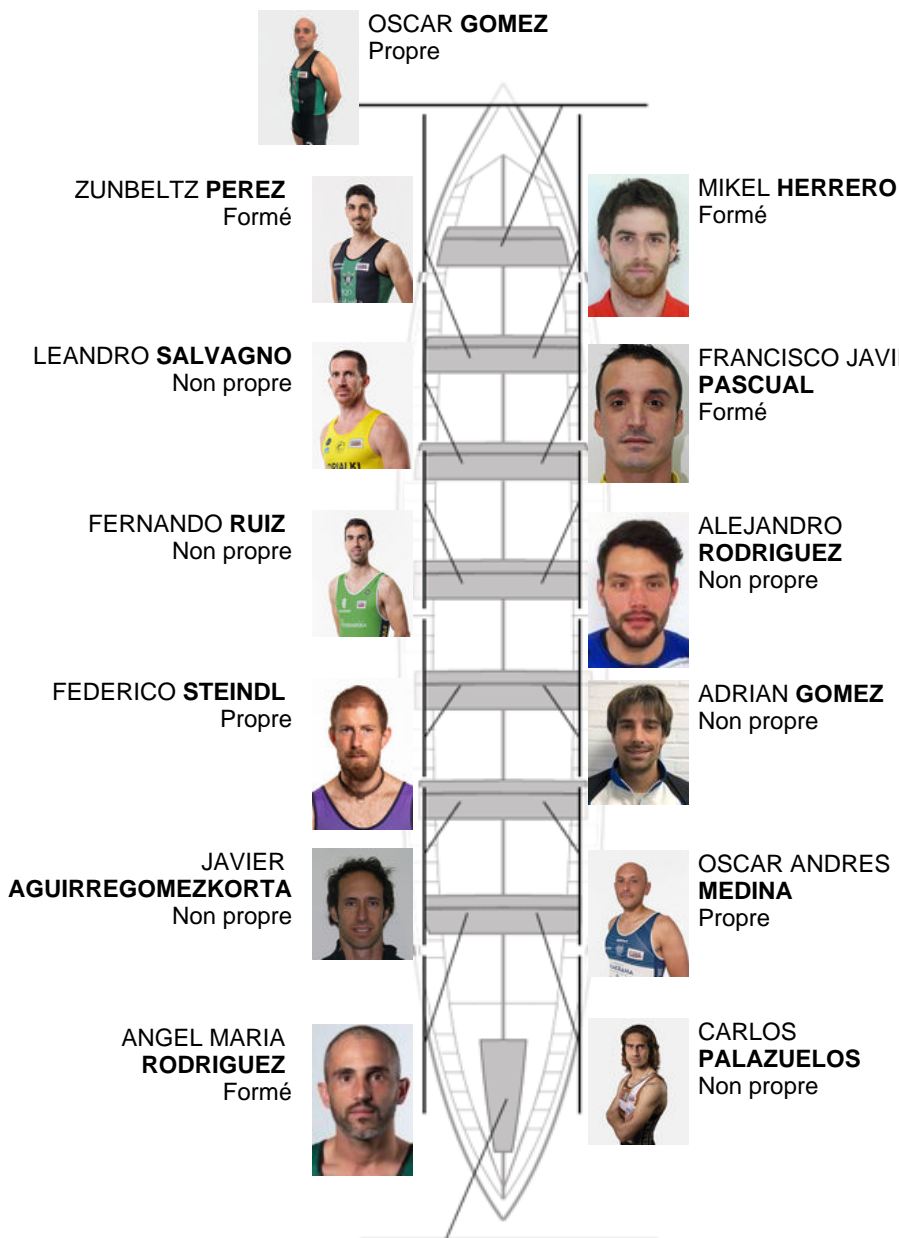 OSCAR GOMEZ
Propre
ZUNBELTZ PEREZ
Formé
MIKEL HERRERO
Formé
LEANDRO SALVAGNO
Non propre
FRANCISCO JAVI
PASCUAL
Formé
FERNANDO RUIZ
Non propre
ALEJANDRO
RODRIGUEZ
Non propre
FEDERICO STEINDL
Propre
ADRIAN GOMEZ
Non propre
JAVIER
AGUIRREGOMEZKORTA
Non propre
OSCAR ANDRES
MEDINA
Propre
ANGEL MARIA
RODRIGUEZ
Formé
CARLOS
PALAZUELOS
Non propre